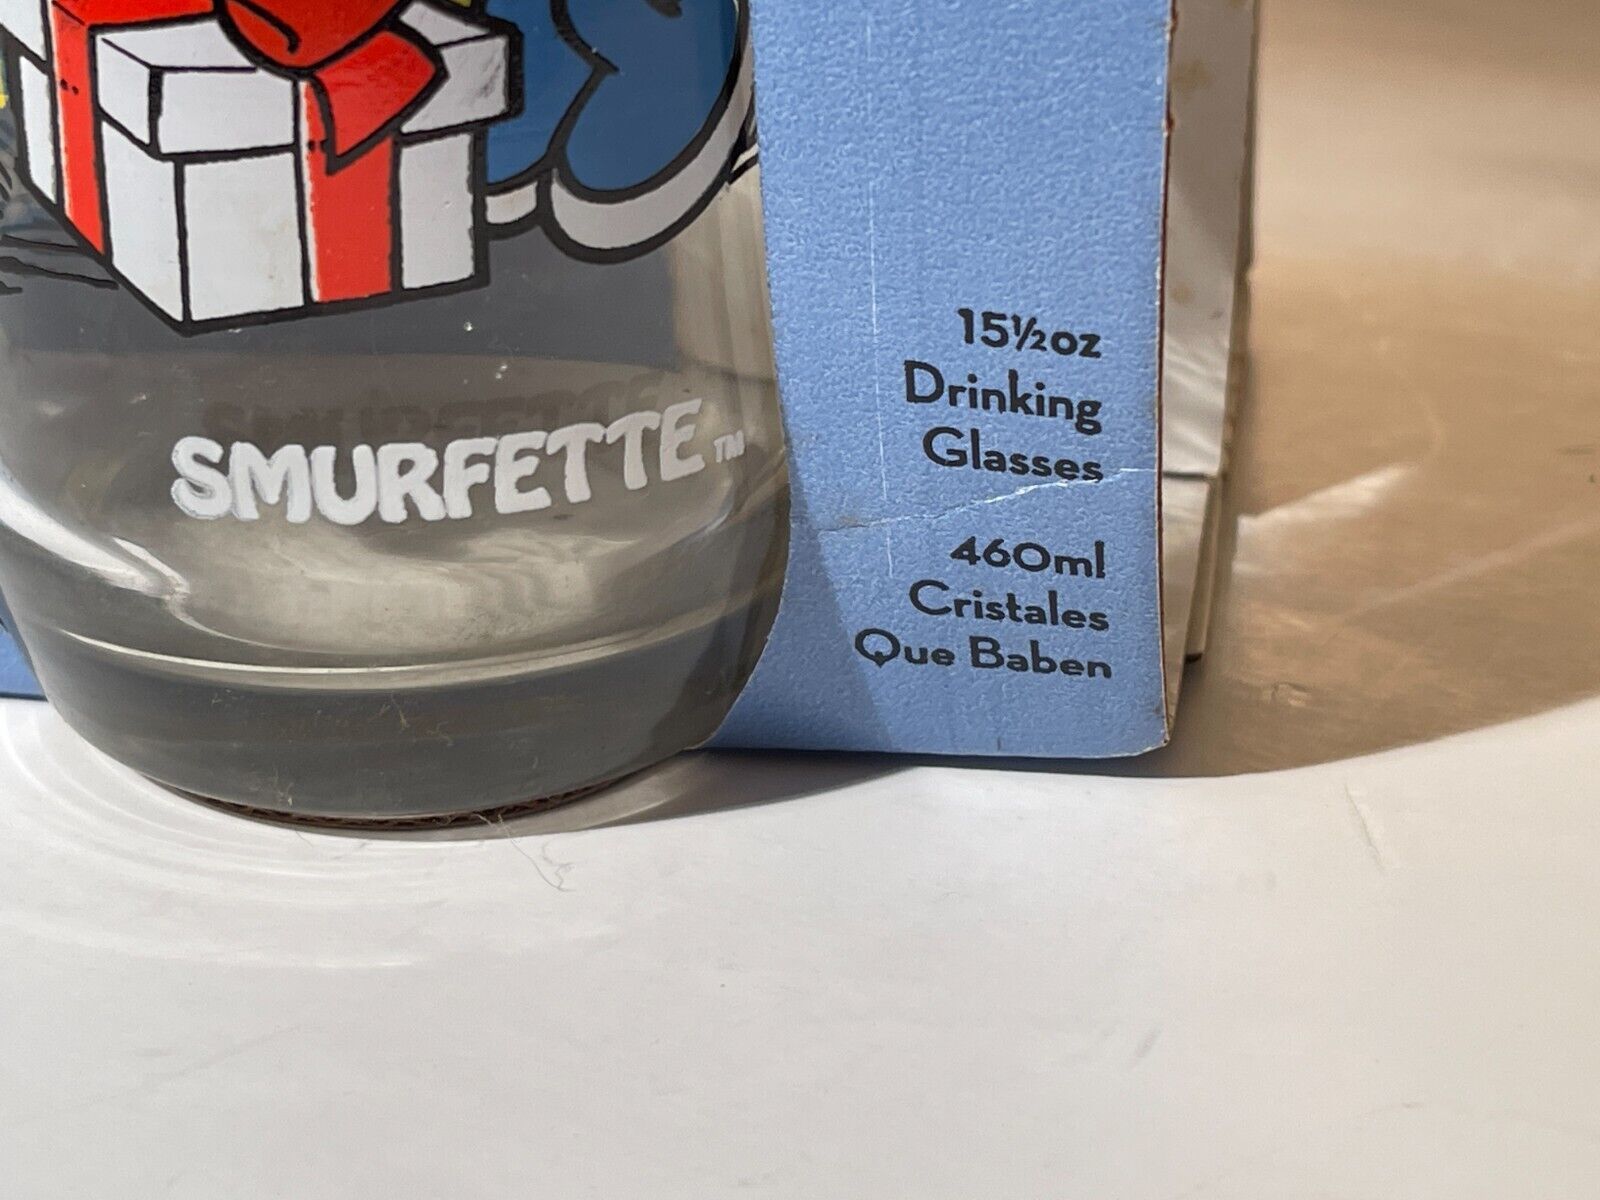 SMURFETTE™
15½oz
Drinking
Glasses
460ml
Cristales
Que Baben